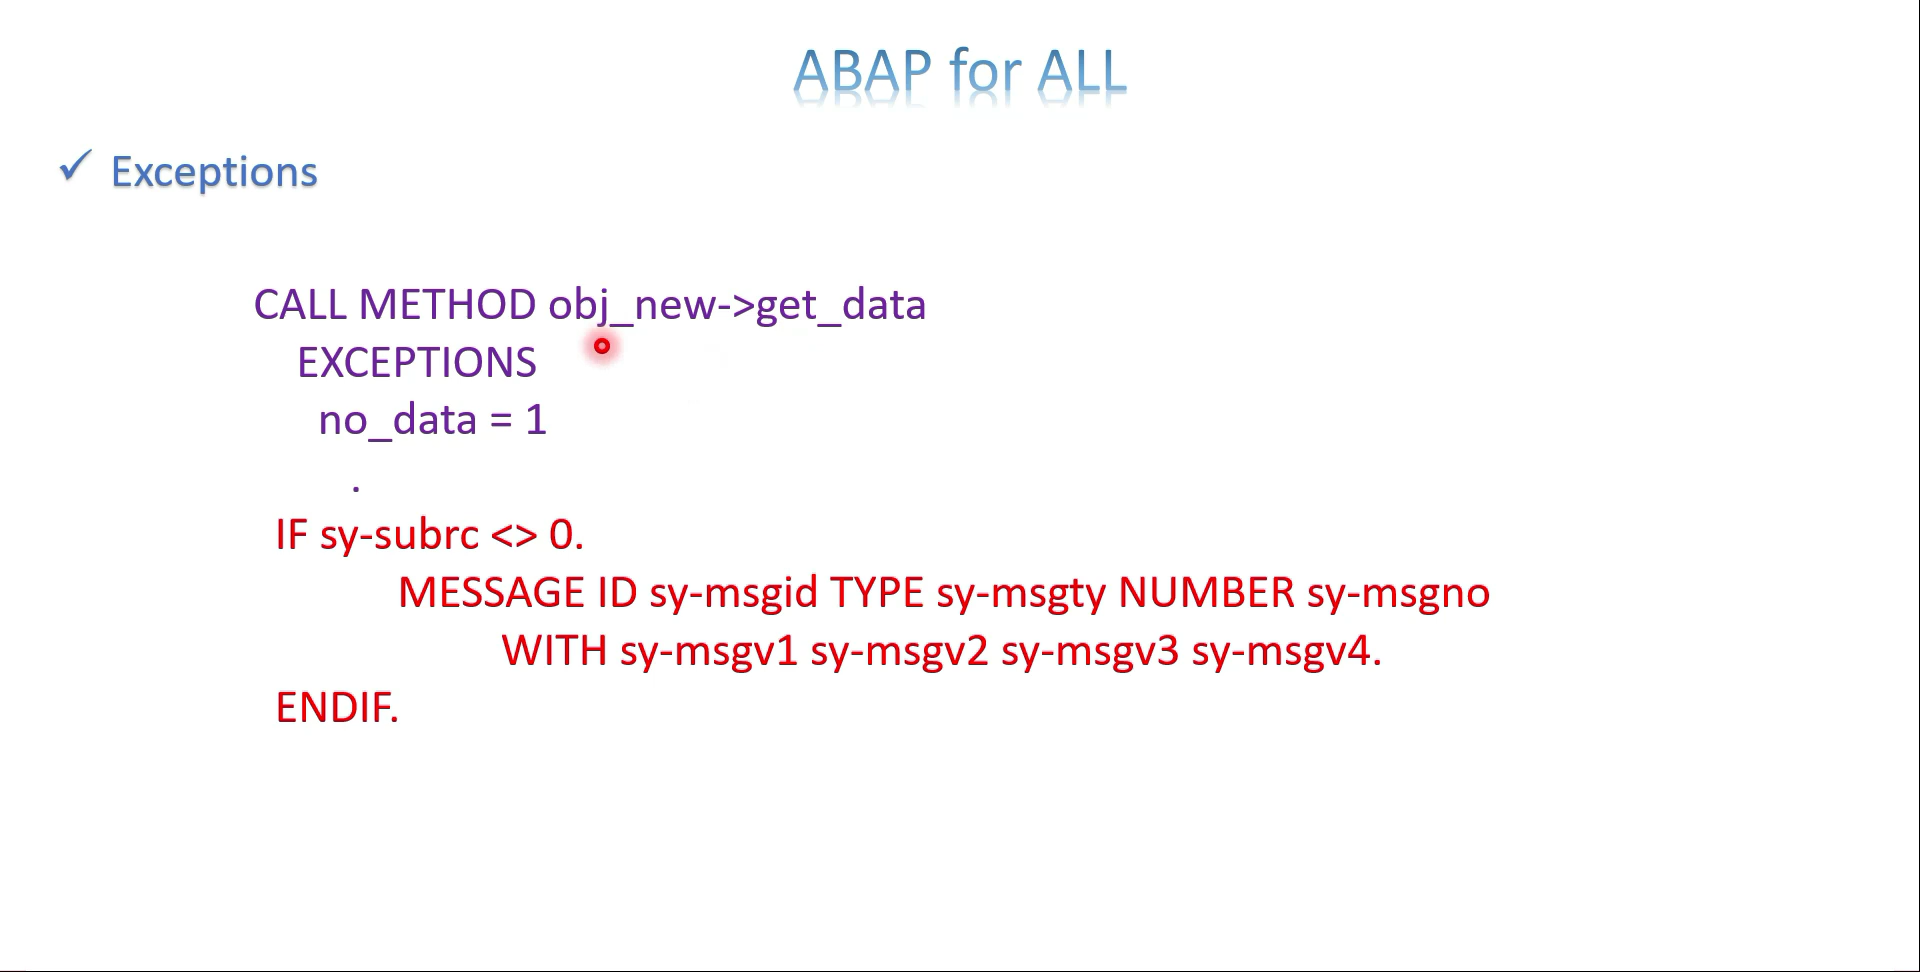 ABAP for ALL
✓ Exceptions
CALL METHOD obj_new->get_data
EXCEPTIONS
no_data = 1
.
IF sy-subrc <> 0.
MESSAGE ID sy-msgid TYPE sy-msgty NUMBER sy-msgno
WITH sy-msgv1 sy-msgv2 sy-msgv3 sy-msgv4.
ENDIF.